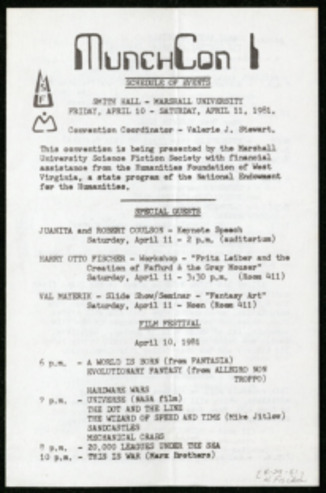 MUNCHCON 1
SCHEDULE OF EVENTS
SMITH HALL - MARSHALL UNIVERSITY
FRIDAY, APRIL 10 - SATURDAY, APRIL 11, 1981.
Convention Coordinator - Valerie J. Stewart.
This convention is being presented by the Marshall
University Science Fiction Society with financial
assistance from the Humanities Foundation of West
Virginia, a state program of the National Endowment
for the Humanities.
SPECIAL GUESTS
JUANITA and ROBERT COULSON - Keynote Speech
Saturday, April 11 - 2 p.m. (auditorium)
HARRY OTTO FISCHER - Workshop - "Fritz Leiber and the
Creation of Fafhrd & the Gray Mouser"
Saturday, April 11 - 3:30 p.m. (Room 411)
VAL MAYERIK - Slide Show/Seminar - "Fantasy Art"
Saturday, April 11 - Noon (Room 411)
FILM FESTIVAL
April 10, 1981
6 p.m. - A WORLD IS BORN (from FANTASIA)
EVOLUTIONARY FANTASY (from ALLEGRO NON
TROPPO)
HARDWARE WARS
7 p.m. - UNIVERSE (NASA film)
THE DOT AND THE LINE
THE WIZARD OF SPEED AND TIME (Mike Jitlov)
SANDCASTLES
MECHANICAL CRABS
8 p.m. - 20,000 LEAGUES UNDER THE SEA
10 p.m. - THIS IS WAR (Marx Brothers)